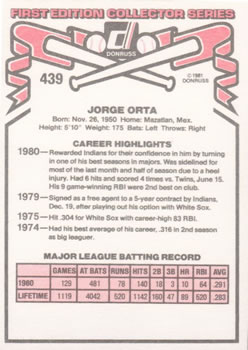 FIRST EDITION COLLECTOR SERIES
DONRUSS
439
©1981
DONRUSS
JORGE ORTA
Born: Nov. 26, 1950 Home: Mazatlan, Mex.
Height: 5'10" Weight: 175 Bats: Left Throws: Right
CAREER HIGHLIGHTS
1980—Rewarded Indians for their confidence in him by turning
in one of his best seasons in majors. Was sidelined for
most of the last month and half of season due to a heel
injury. Had 6 hits and scored 4 times vs. Twins, June 15.
His 9 game-winning RBI were 2nd best on club.
1979—Signed as a free agent to a 5-year contract by Indians,
Dec. 19, after playing out his option with White Sox.
1975—Hit .304 for White Sox with career-high 83 RBI.
1974—Had his best average of career, .316 in 2nd season
as big leaguer.
MAJOR LEAGUE BATTING RECORD
GAMES AT BATS RUNS HITS 2B 3B HR RBI AVG
1980 129 481 78 140 18 3 10 64 .291
LIFETIME 1119 4042 520 1142 160 47 89 520 .283